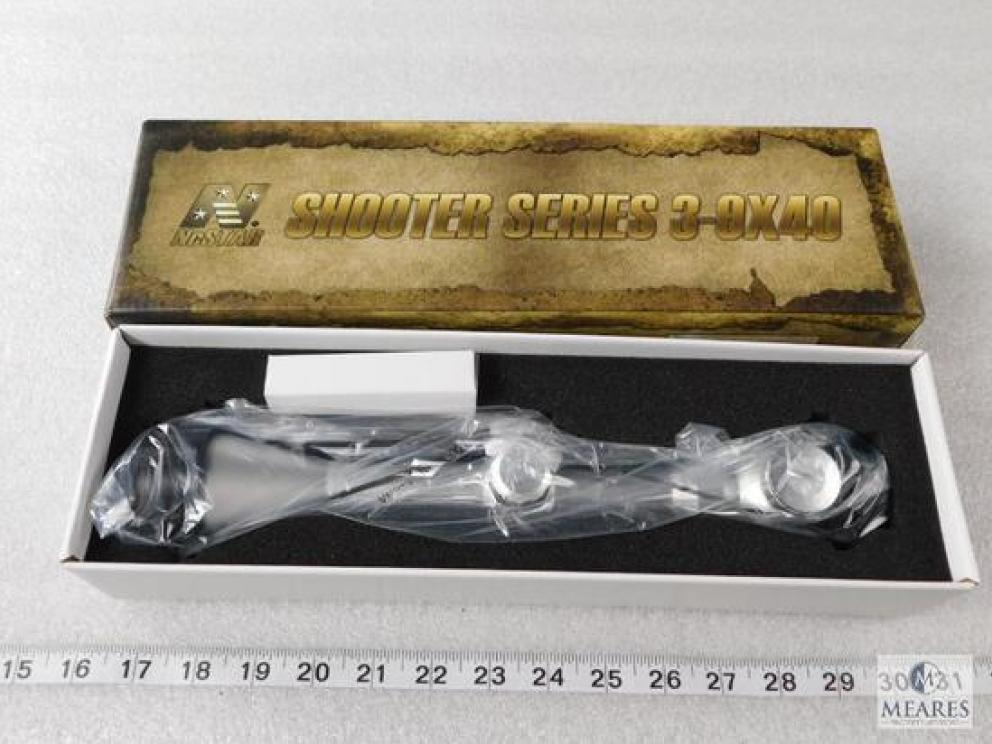 NcSTAR
SHOOTER SERIES 3-9X40
15 16 17 18 19 20 21 22 23 24 25 26 27 28 29 30 31
M
MEARES